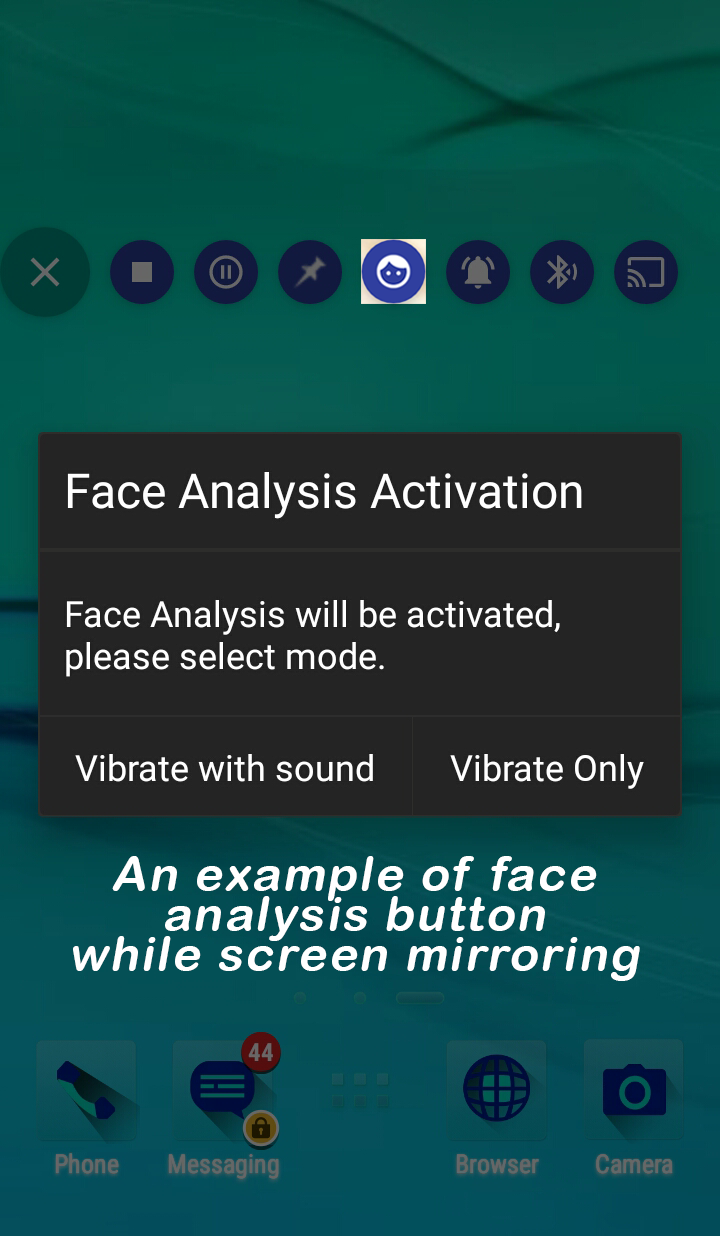 Face Analysis Activation
Face Analysis will be activated,
please select mode.
Vibrate with sound
Vibrate Only
An example of face
analysis button
while screen mirroring
44
Phone
Messaging
Browser
Camera